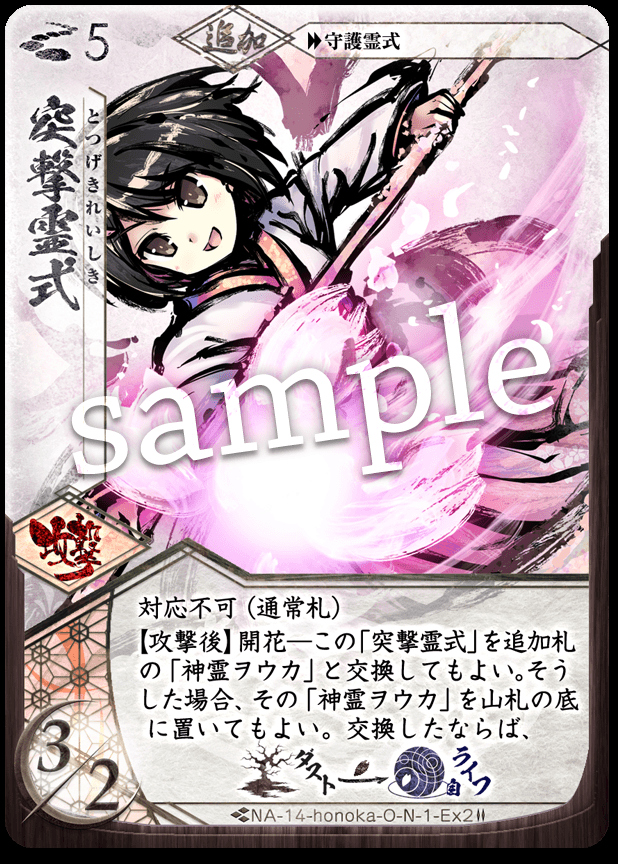 5
追加
守護霊式
突撃霊式
とつげきれいしき
sample
攻撃
対応不可（通常札）
【攻撃後】開花―この「突撃霊式」を追加札
の「神霊ヲウカ」と交換してもよい。そう
した場合、その「神霊ヲウカ」を山札の底
に置いてもよい。交換したならば、
ダスト
自
ライフ
3/2
NA-14-honoka-O-N-1-Ex2